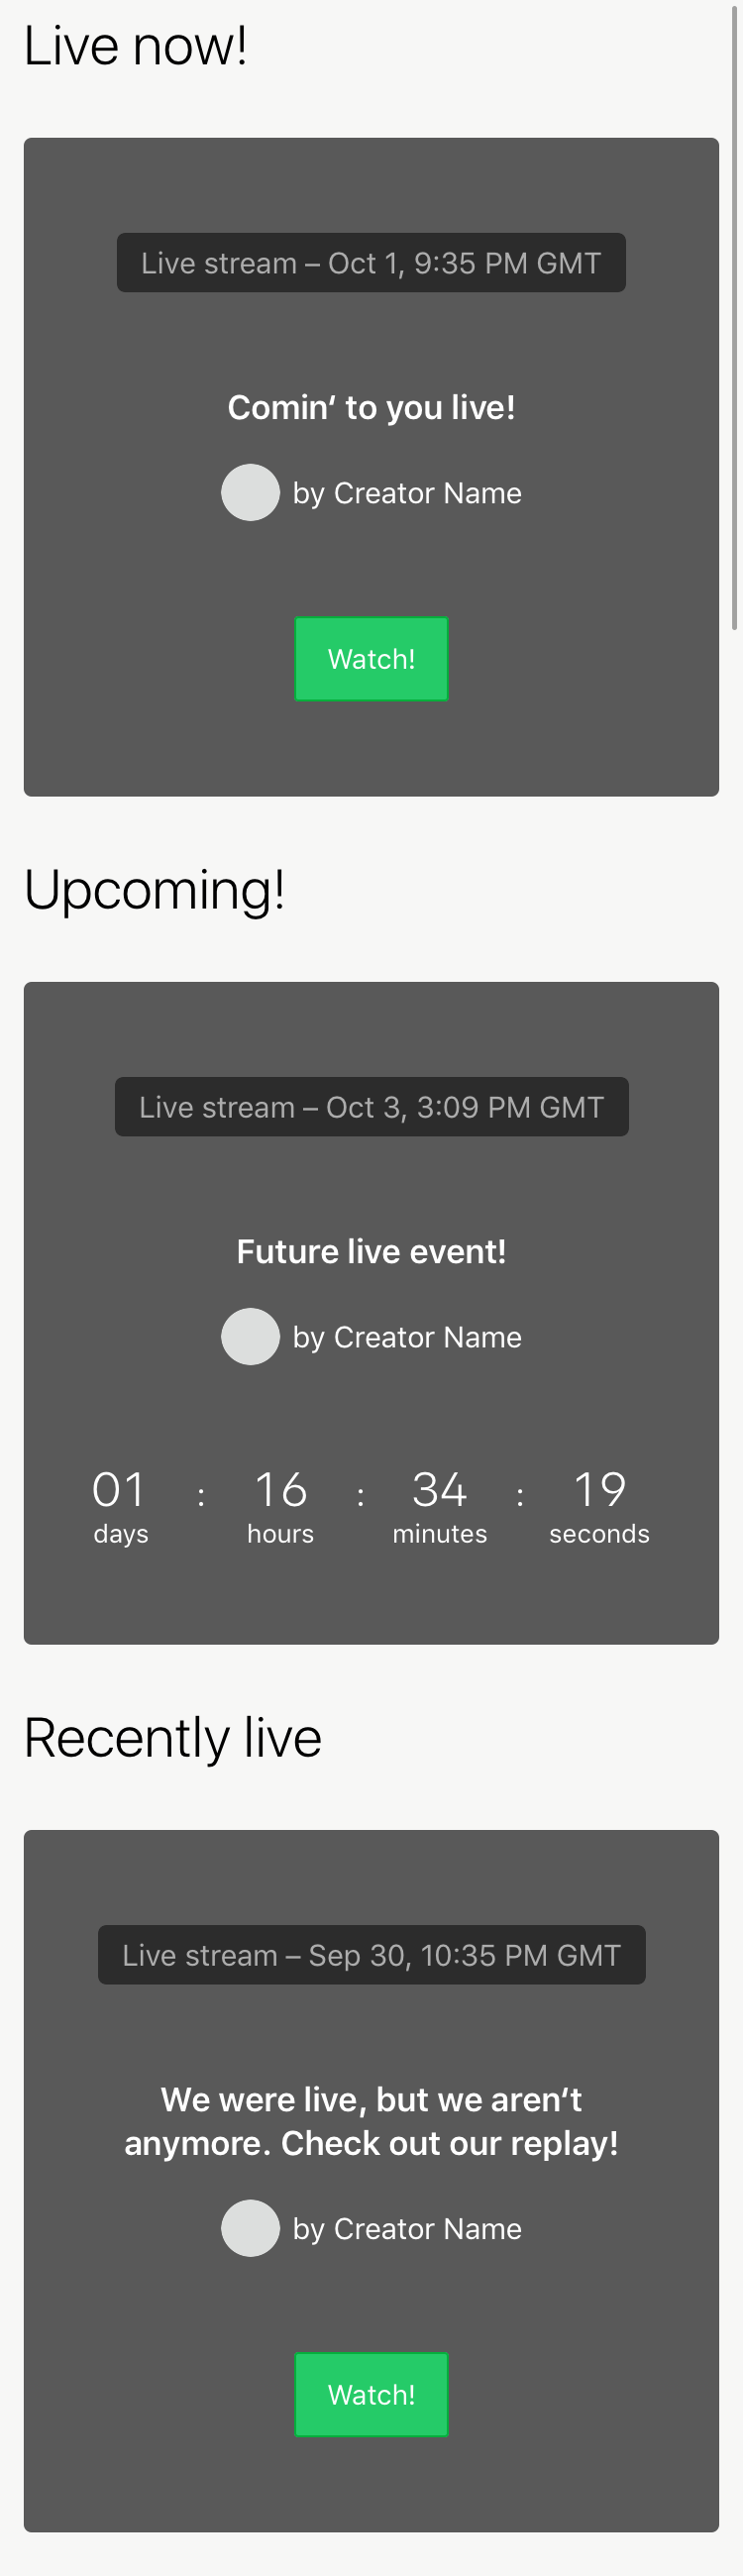 Live now!
Live stream – Oct 1, 9:35 PM GMT
Comin‘ to you live!
by Creator Name
Watch!
Upcoming!
Live stream – Oct 3, 3:09 PM GMT
Future live event!
by Creator Name
01 : 16 : 34 : 19
days hours minutes seconds
Recently live
Live stream – Sep 30, 10:35 PM GMT
We were live, but we aren‘t
anymore. Check out our replay!
by Creator Name
Watch!